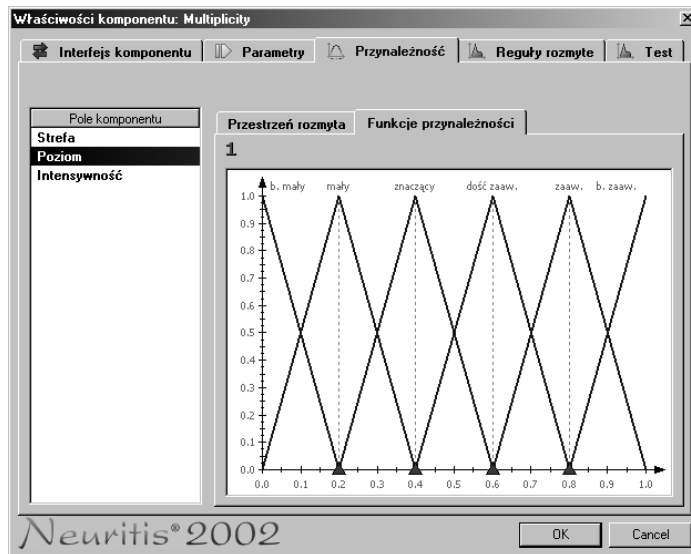 Właściwości komponentu: Multiplicity
Interfejs komponentu Parametry Przynależność Reguły rozmyte Test
Pole komponentu
Strefa
Poziom
Intensywność
Przestrzeń rozmyta Funkcje przynależności
1
b. mały mały znaczący dość zaaw. zaaw. b. zaaw.
1.0
0.9
0.8
0.7
0.6
0.5
0.4
0.3
0.2
0.1
0.0
0.0 0.1 0.2 0.3 0.4 0.5 0.6 0.7 0.8 0.9 1.0
Neuritis® 2002
OK Cancel